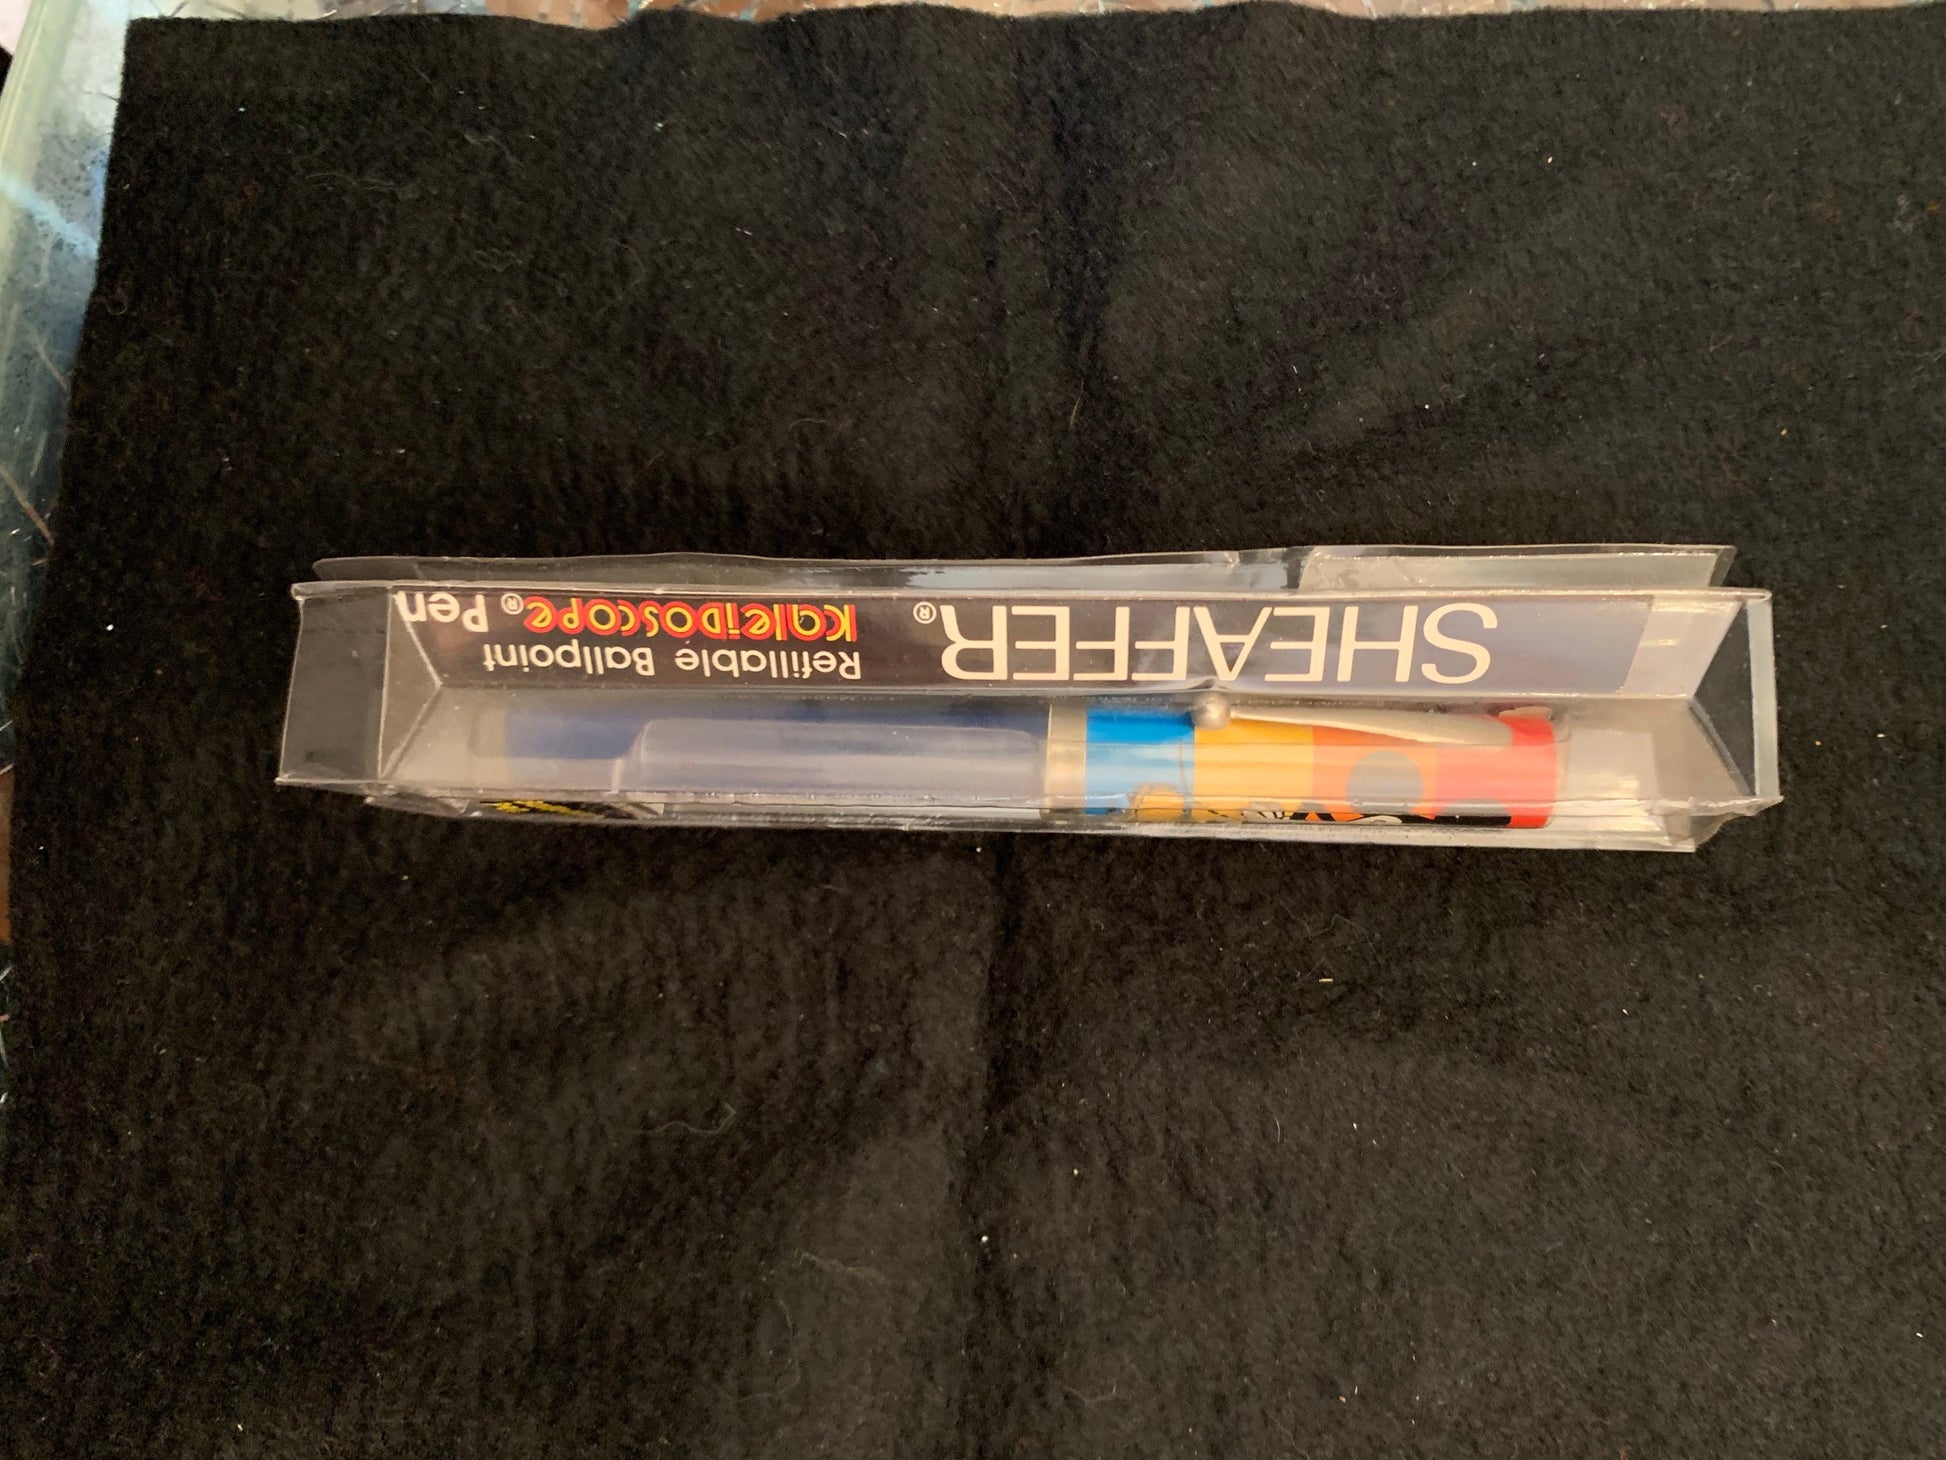 SHEAFFER®
Refillable Ballpoint
Kaleidoscope® Pen